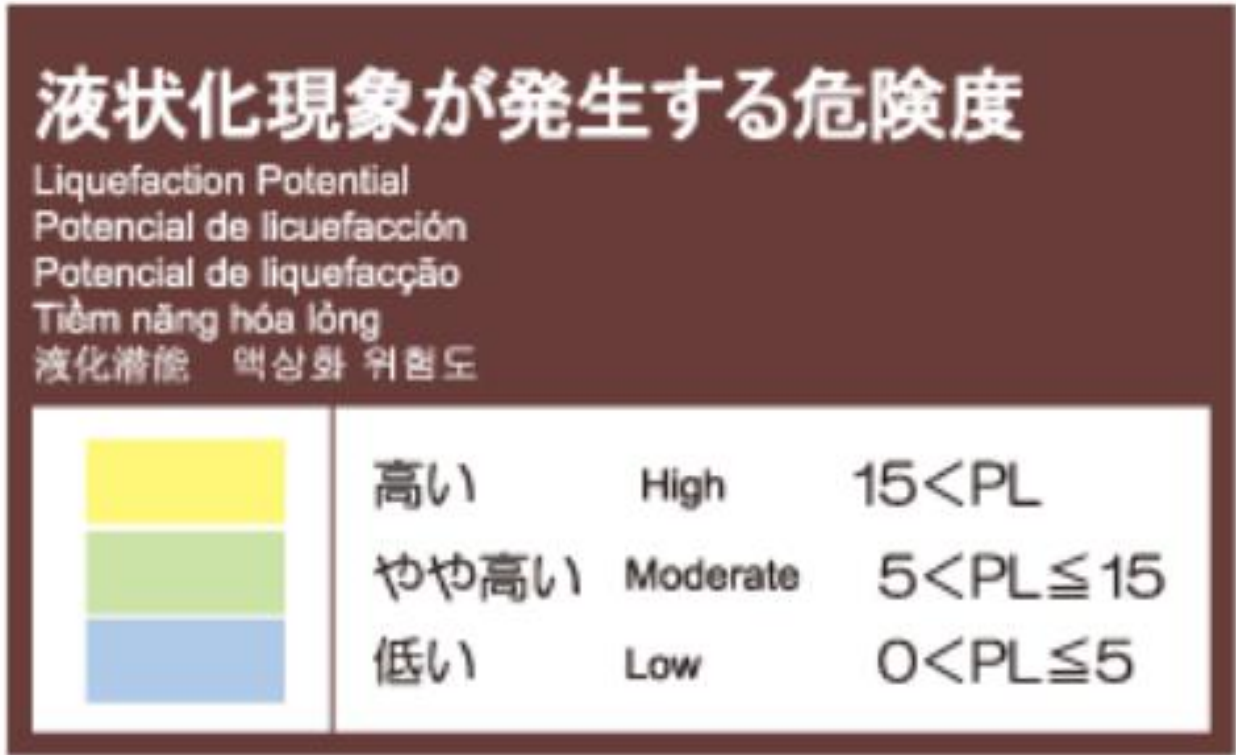 液状化現象が発生する危険度
Liquefaction Potential
Potencial de licuefacción
Potencial de liquefacção
Tiềm năng hóa lỏng
液化潜能 액상화 위험도
高い High 15<PL
やや高い Moderate 5<PL≦15
低い Low 0<PL≦5